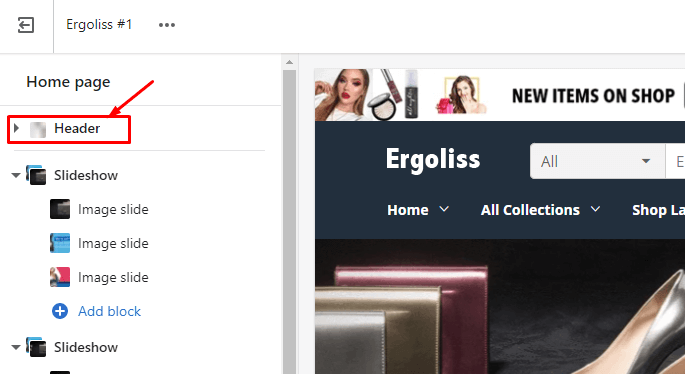 Ergoliss #1
Home page
Header
Slideshow
Image slide
Image slide
Image slide
Add block
Slideshow
NEW ITEMS ON SHOP
Ergoliss
All
E
Home
All Collections
Shop La